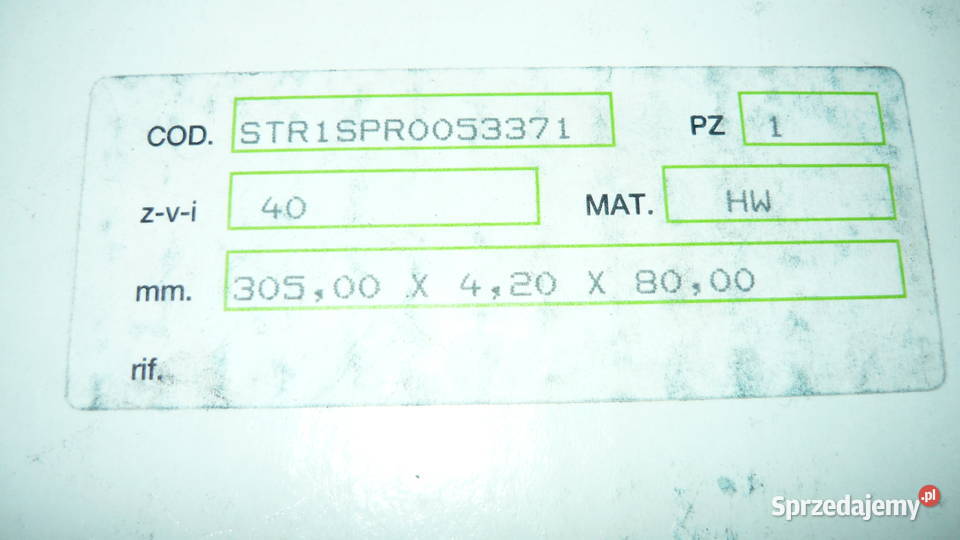 COD. STR1SPR0053371 PZ 1
z-v-i 40 MAT. HW
mm. 305,00 X 4,20 X 80,00
rif.
Sprzedajemy.pl